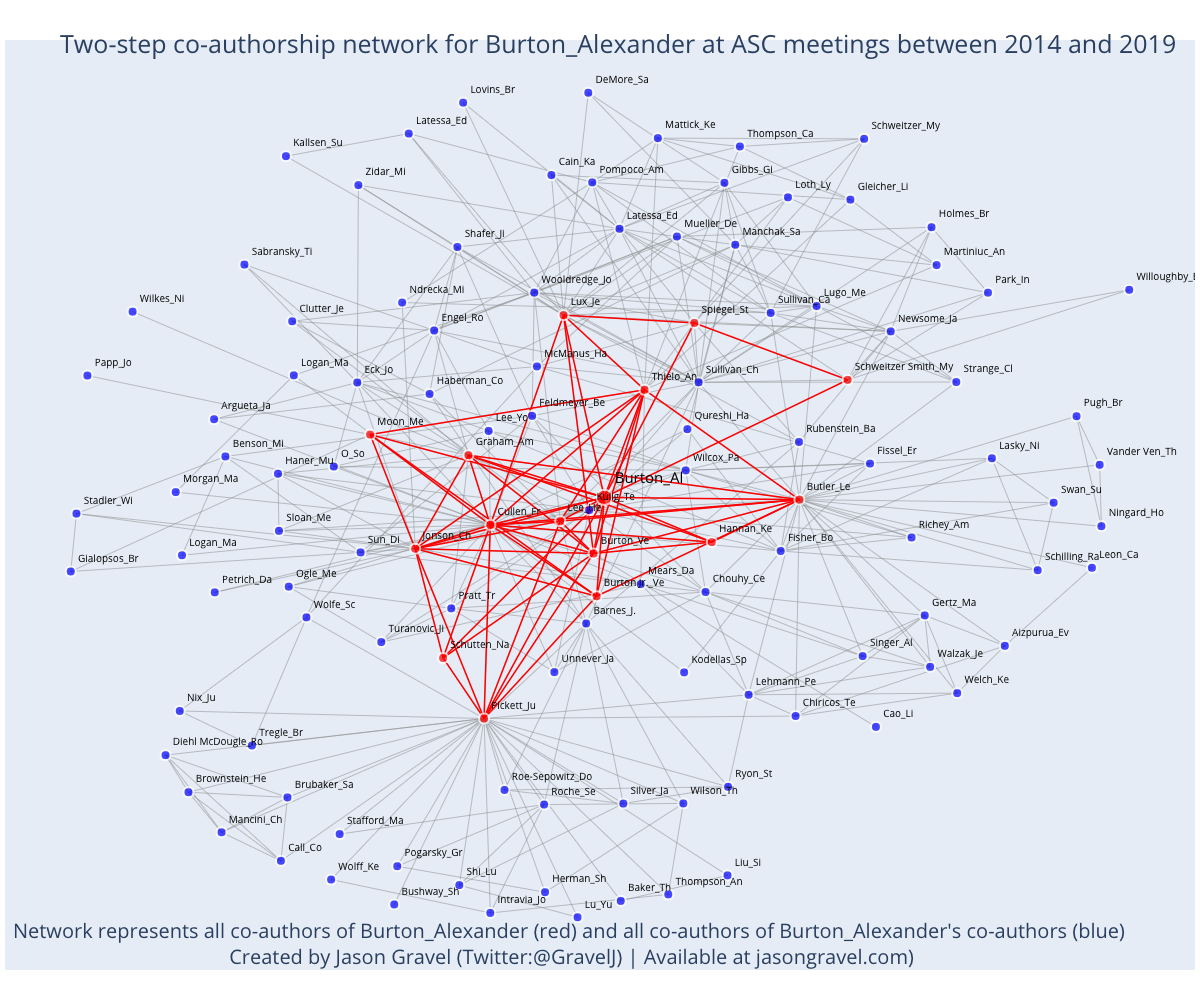 Two-step co-authorship network for Burton_Alexander at ASC meetings between 2014 and 2019
DeMore_Sa
Lovins_Br
Latessa_Ed
Mattick_Ke
Thompson_Ca
Schweitzer_My
Kallsen_Su
Cain_Ka
Pompoco_Am
Gibbs_Gi
Zidar_Mi
Loth_Ly
Gleicher_Li
Latessa_Ed
Mueller_De
Manchak_Sa
Holmes_Br
Shafer_Ji
Sabransky_Ti
Martiniuc_An
Wooldredge_Jo
Park_In
Willoughby_
Ndrecka_Mi
Lux_Je
Sullivan_Ca
Lugo_Me
Wilkes_Ni
Clutter_Je
Spiegel_St
Newsome_Ja
Engel_Ro
McManus_Ha
Papp_Jo
Logan_Ma
Eck_Jo
Thielo_An
Sullivan_Ch
Schweitzer Smith_My
Strange_Cl
Haberman_Co
Argueta_Ja
Feldmeyer_Be
Moon_Me
Lee_Yo
Qureshi_Ha
Pugh_Br
Benson_Mi
Graham_Am
Rubenstein_Ba
O_So
Haner_Mu
Wilcox_Pa
Fissel_Er
Lasky_Ni
Vander Ven_Th
Morgan_Ma
Burton_Al
Butler_Le
Stadler_Wi
Kulig_Te
Swan_Su
Sloan_Me
Cullen_Fr
Ningard_Ho
Jonson_Ch
Hannan_Ke
Richey_Am
Logan_Ma
Sun_Di
Burton_Ve
Fisher_Bo
Gialopsos_Br
Schilling_Ra
Leon_Ca
Petrich_Da
Ogle_Me
Mears_Da
Burton Jr._Ve
Chouhy_Ce
Pratt_Tr
Wolfe_Sc
Barnes_J.
Gertz_Ma
Turanovic_Ji
Schutten_Na
Singer_Al
Aizpurua_Ev
Unnever_Ja
Kodellas_Sp
Walzak_Je
Lehmann_Pe
Welch_Ke
Nix_Ju
Pickett_Ju
Chiricos_Te
Cao_Li
Tregle_Br
Diehl McDougle_Ro
Brownstein_He
Brubaker_Sa
Roe-Sepowitz_Do
Roche_Se
Silver_Ja
Wilson_Th
Ryon_St
Mancini_Ch
Stafford_Ma
Call_Co
Wolff_Ke
Pogarsky_Gr
Shi_Lu
Herman_Sh
Liu_Si
Bushway_Sh
Intravia_Jo
Lu_Yu
Baker_Th
Thompson_An
Network represents all co-authors of Burton_Alexander (red) and all co-authors of Burton_Alexander's co-authors (blue)
Created by Jason Gravel (Twitter:@GravelJ) | Available at jasongravel.com)